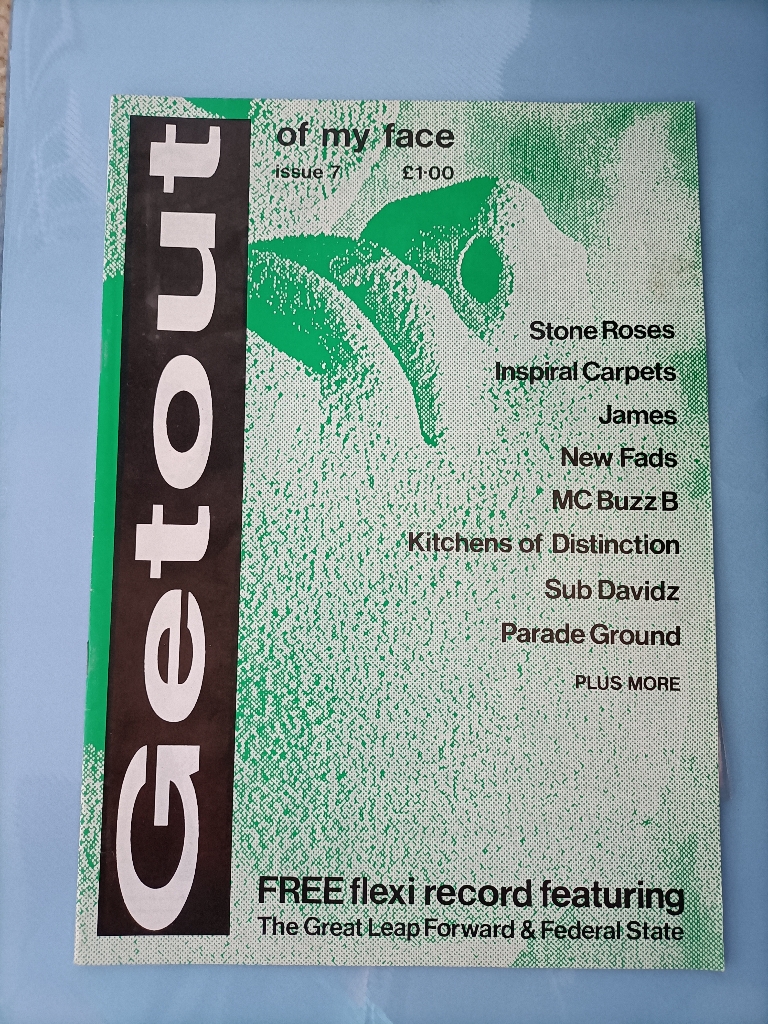 Getout
of my face
issue 7 £1·00
Stone Roses
Inspiral Carpets
James
New Fads
MC Buzz B
Kitchens of Distinction
Sub Davidz
Parade Ground
PLUS MORE
FREE flexi record featuring
The Great Leap Forward & Federal State